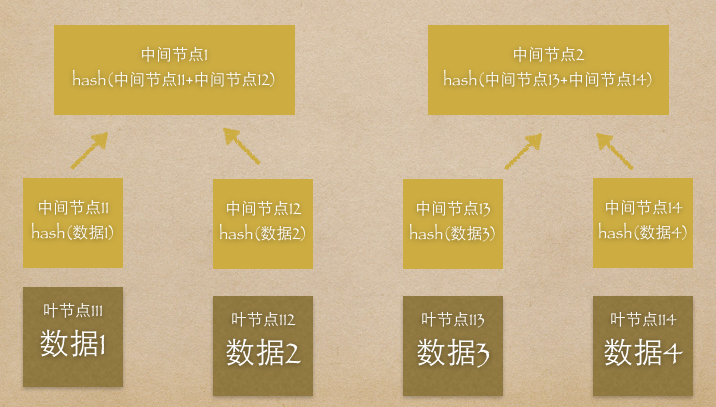 中间节点1
hash(中间节点11+中间节点12)
中间节点2
hash(中间节点13+中间节点14)
中间节点11
hash(数据1)
中间节点12
hash(数据2)
中间节点13
hash(数据3)
中间节点14
hash(数据4)
叶节点111
数据1
叶节点112
数据2
叶节点113
数据3
叶节点114
数据4